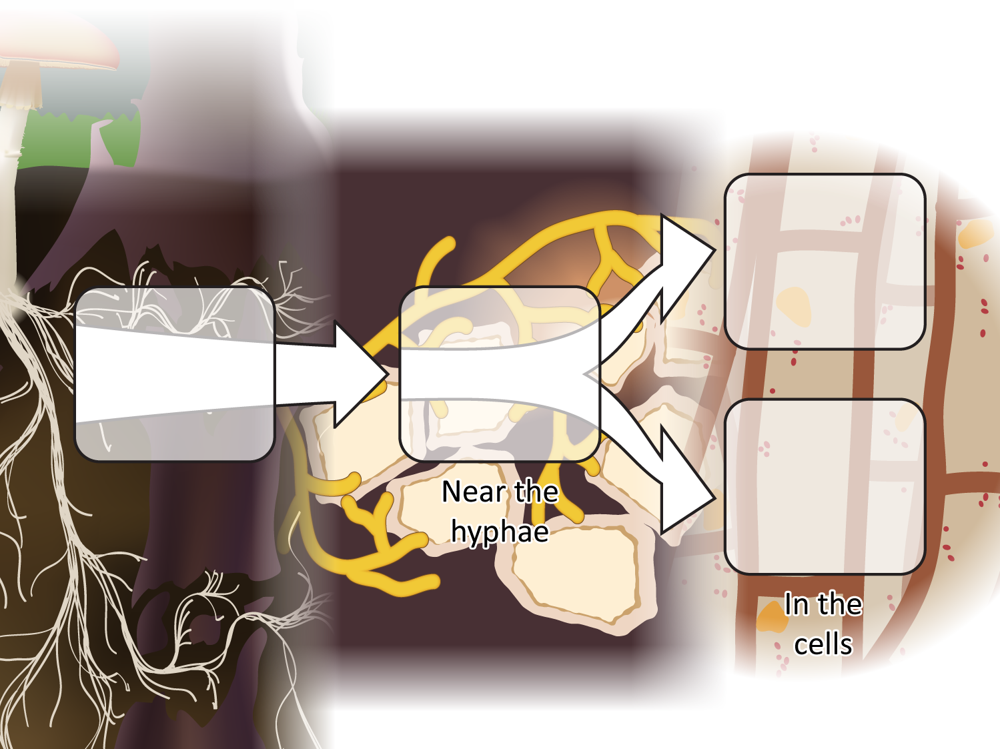 Near the
hyphae
In the
cells